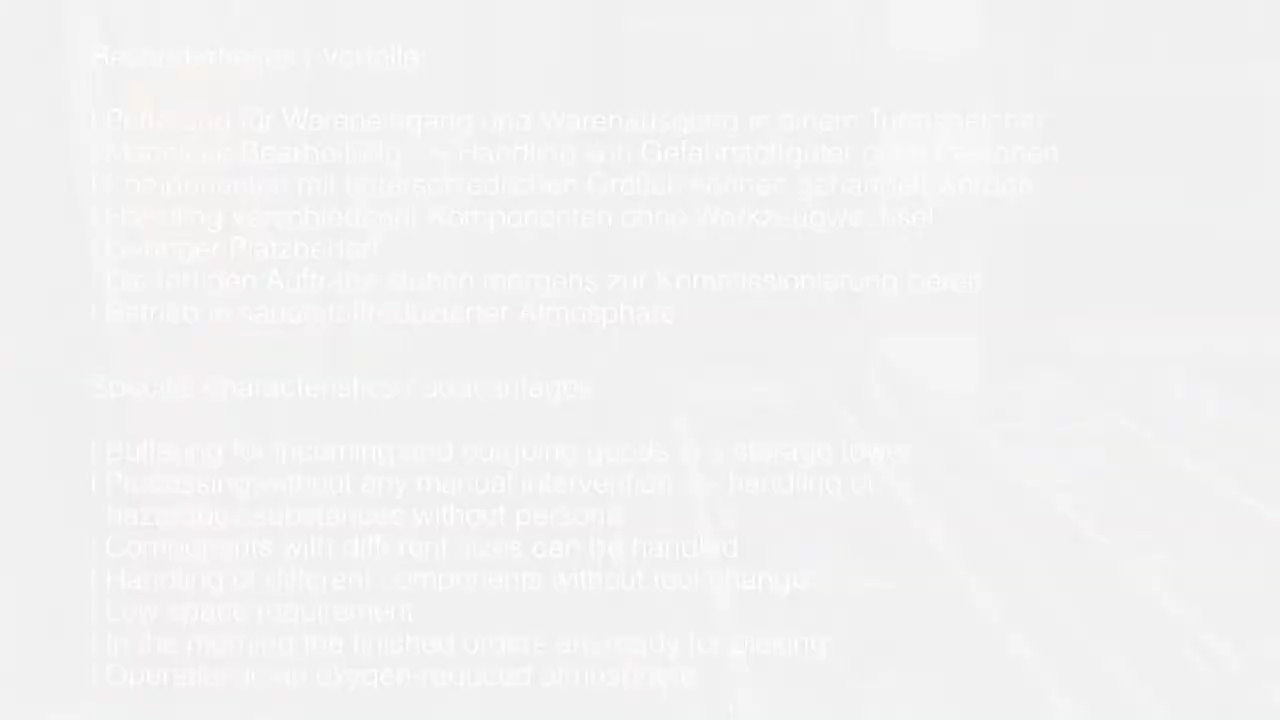 Besonderheiten / Vorteile:
| Pufferung für Wareneingang und Warenausgang in einem Turmspeicher
| Bearbeitung Handling von Gefahrstoffgüter ohne Personen
| Komponenten mit unterschiedlichen Größen können gehandelt werden
| Handling verschiedener Komponenten ohne Werkzeugwechsel
| Geringer Platzbedarf
| Die fertigen Aufträge stehen morgens zur Kommissionierung bereit
| Betrieb in sauerstoffreduzierter Atmosphäre
Specific characteristics / advantages
| Buffering for incoming and outgoing goods in a storage tower
| Processing without any manual intervention handling of
hazardous substances without persons
| Components with different sizes can be handled
| Handling of different components without tool change
| Low space requirement
| In the morning the finished orders are ready for picking
| Operation in an oxygen-reduced atmosphere